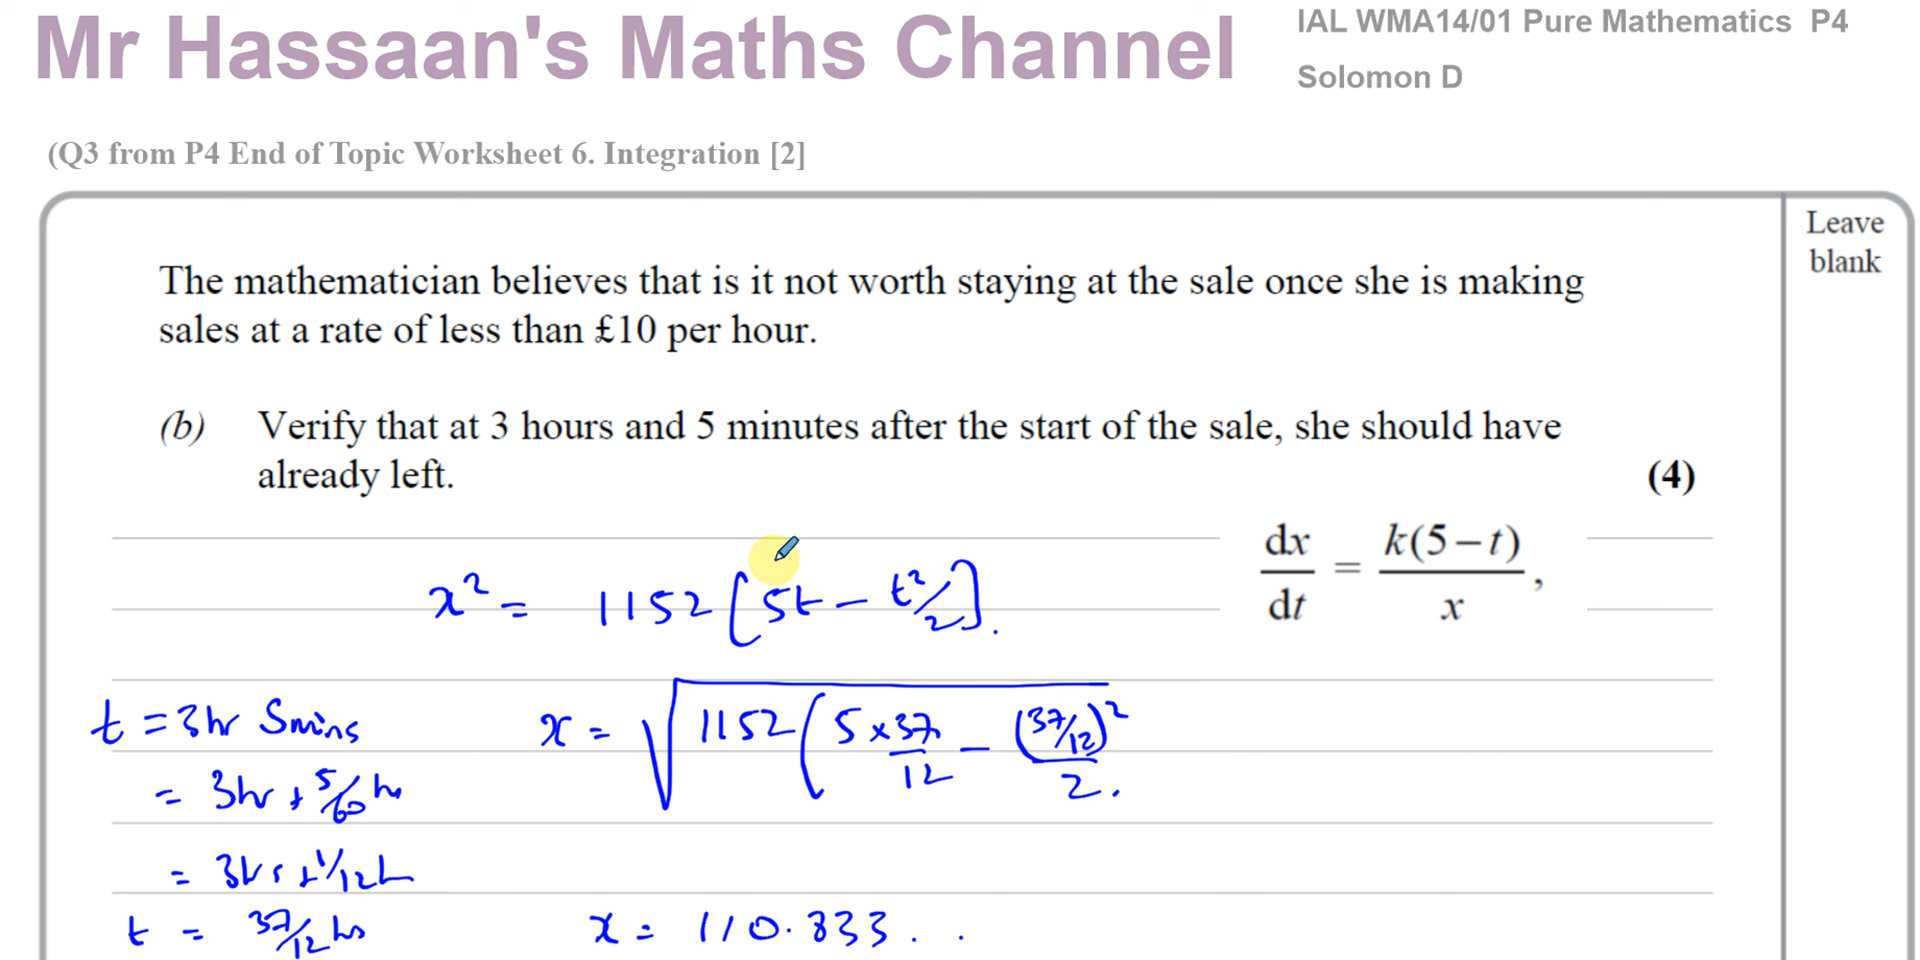 Mr Hassaan's Maths Channel
IAL WMA14/01 Pure Mathematics P4
Solomon D
(Q3 from P4 End of Topic Worksheet 6. Integration [2]
Leave
blank
The mathematician believes that is it not worth staying at the sale once she is making
sales at a rate of less than £10 per hour.
(b) Verify that at 3 hours and 5 minutes after the start of the sale, she should have
already left.
(4)
dx/dt = k(5 – t)/x,
x² = 1152 [5t – t²/2].
t = 3hr 5mins
x = √1152(5 × 37/12 – (37/12)²/2.
= 3hr + 5/60 hr
= 3hrs + 1/12 h
t = 37/12 hrs
x = 110.833...